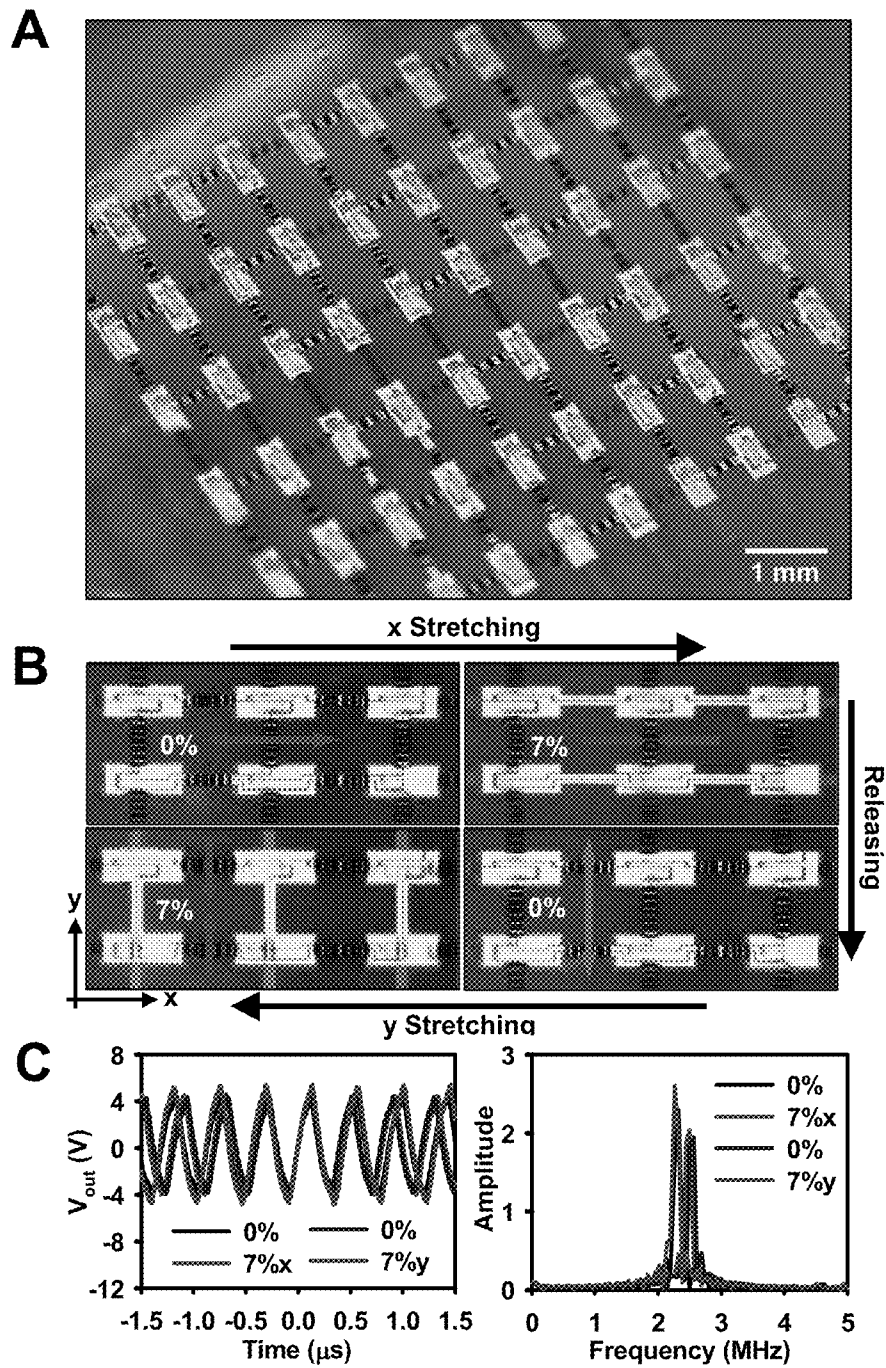 A
1 mm
x Stretching
B
0%
7%
Releasing
7%
0%
y
x
y Stretching
C
8
4
0
-4
-8
-12
Vout (V)
0%
0%
7%x
7%y
-1.5 -1.0 -0.5 0.0 0.5 1.0 1.5
Time (μs)
3
2
1
0
Amplitude
0%
7%x
0%
7%y
0 1 2 3 4 5
Frequency (MHz)